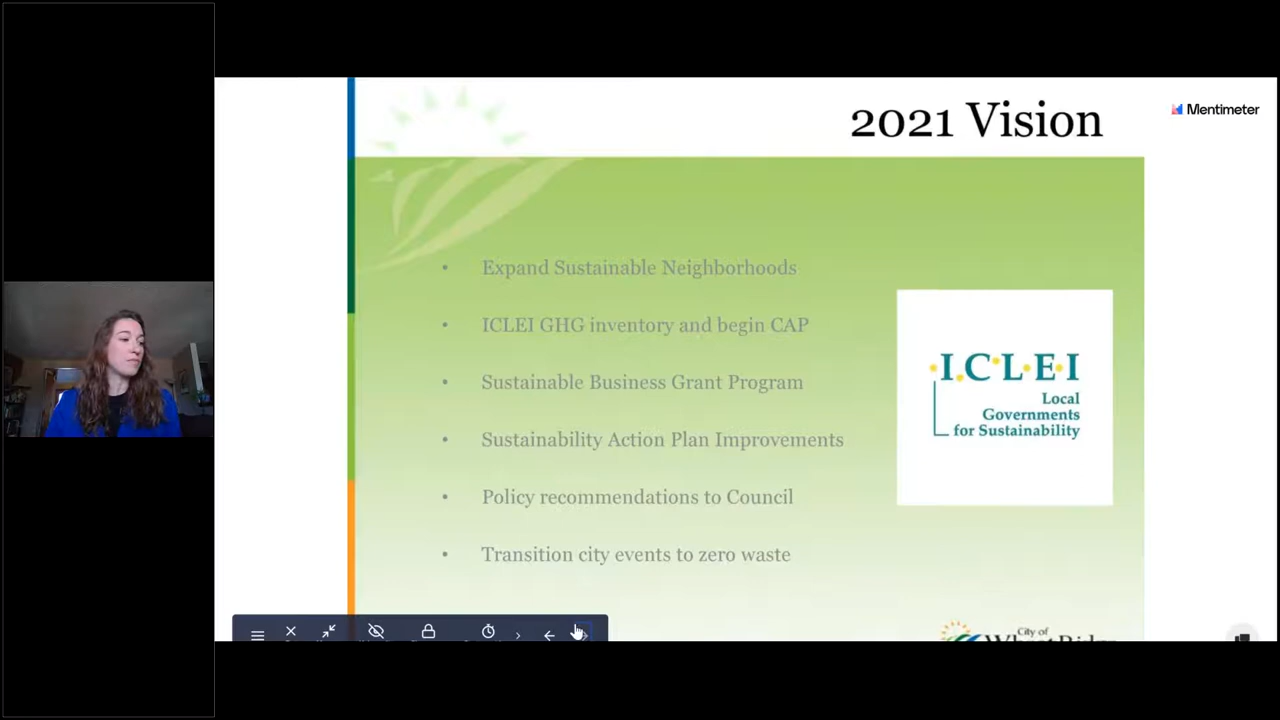 2021 Vision
Mentimeter
• Expand Sustainable Neighborhoods
• ICLEI GHG inventory and begin CAP
• Sustainable Business Grant Program
• Sustainability Action Plan Improvements
• Policy recommendations to Council
• Transition city events to zero waste
I.C.L.E.I
Local
Governments
for Sustainability
City of